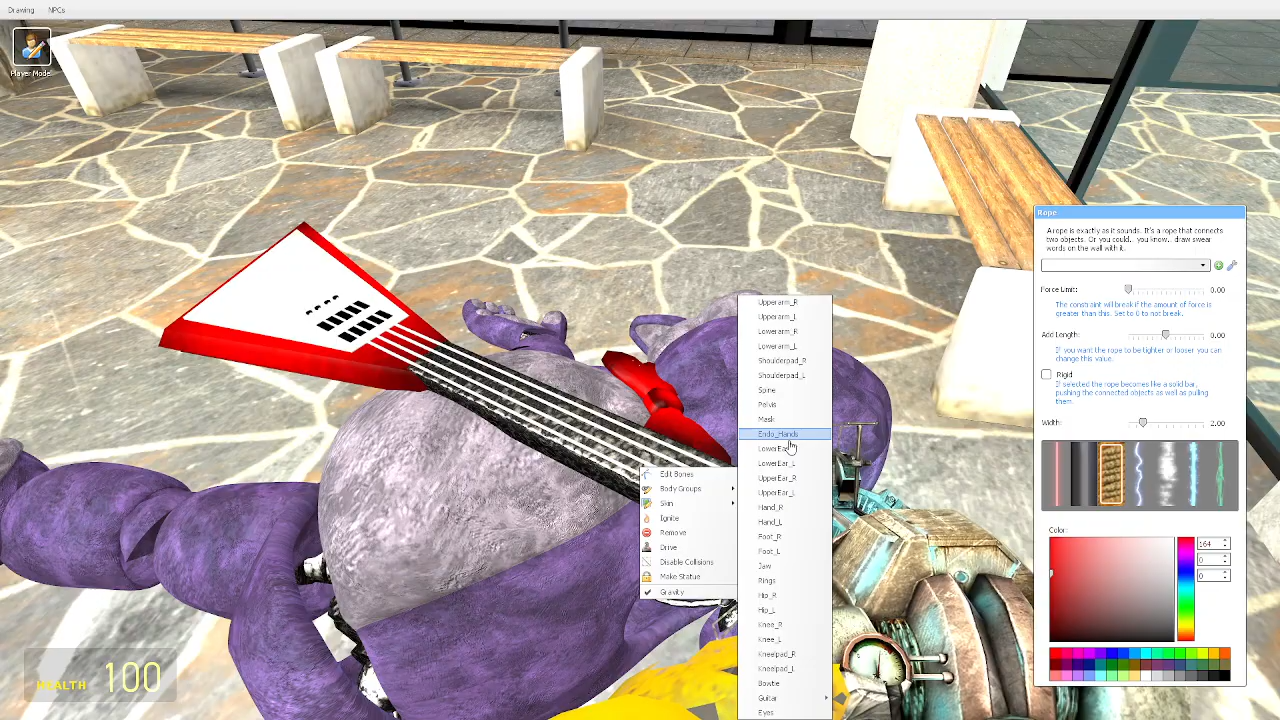 Drawing NPCs
Player Mode
Upperarm_R
Upperarm_L
Lowerarm_R
Lowerarm_L
Shoulderpad_R
Shoulderpad_L
Spine
Pelvis
Mask
Endo_Hands
LowerEar
LowerEar_L
UpperEar_R
UpperEar_L
Hand_R
Hand_L
Foot_R
Foot_L
Jaw
Rings
Hip_R
Hip_L
Knee_R
Knee_L
Kneepad_R
Kneepad_L
Bowtie
Guitar
Eyes
Edit Bones
Body Groups
Skin
Ignite
Remove
Drive
Disable Collisions
Make Statue
Gravity
Rope
A rope is exactly as it sounds. It's a rope that connects
two objects. Or you could, you know, draw swear
words on the wall with it.
Force Limit: 0.00
The constraint will break if the amount of force is
greater than this. Set to 0 to not break.
Add Length: 0.00
If you want the rope to be tighter or looser you can
change this value.
Rigid
If selected the rope becomes like a solid bar,
pushing the connected objects as well as pulling
them.
Width:
Color:
164
0
0
HEALTH 100